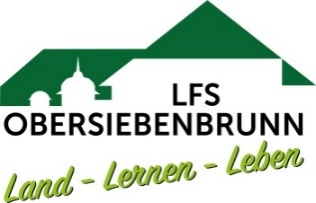 LFS
OBERSIEBENBRUNN
Land - Lernen - Leben